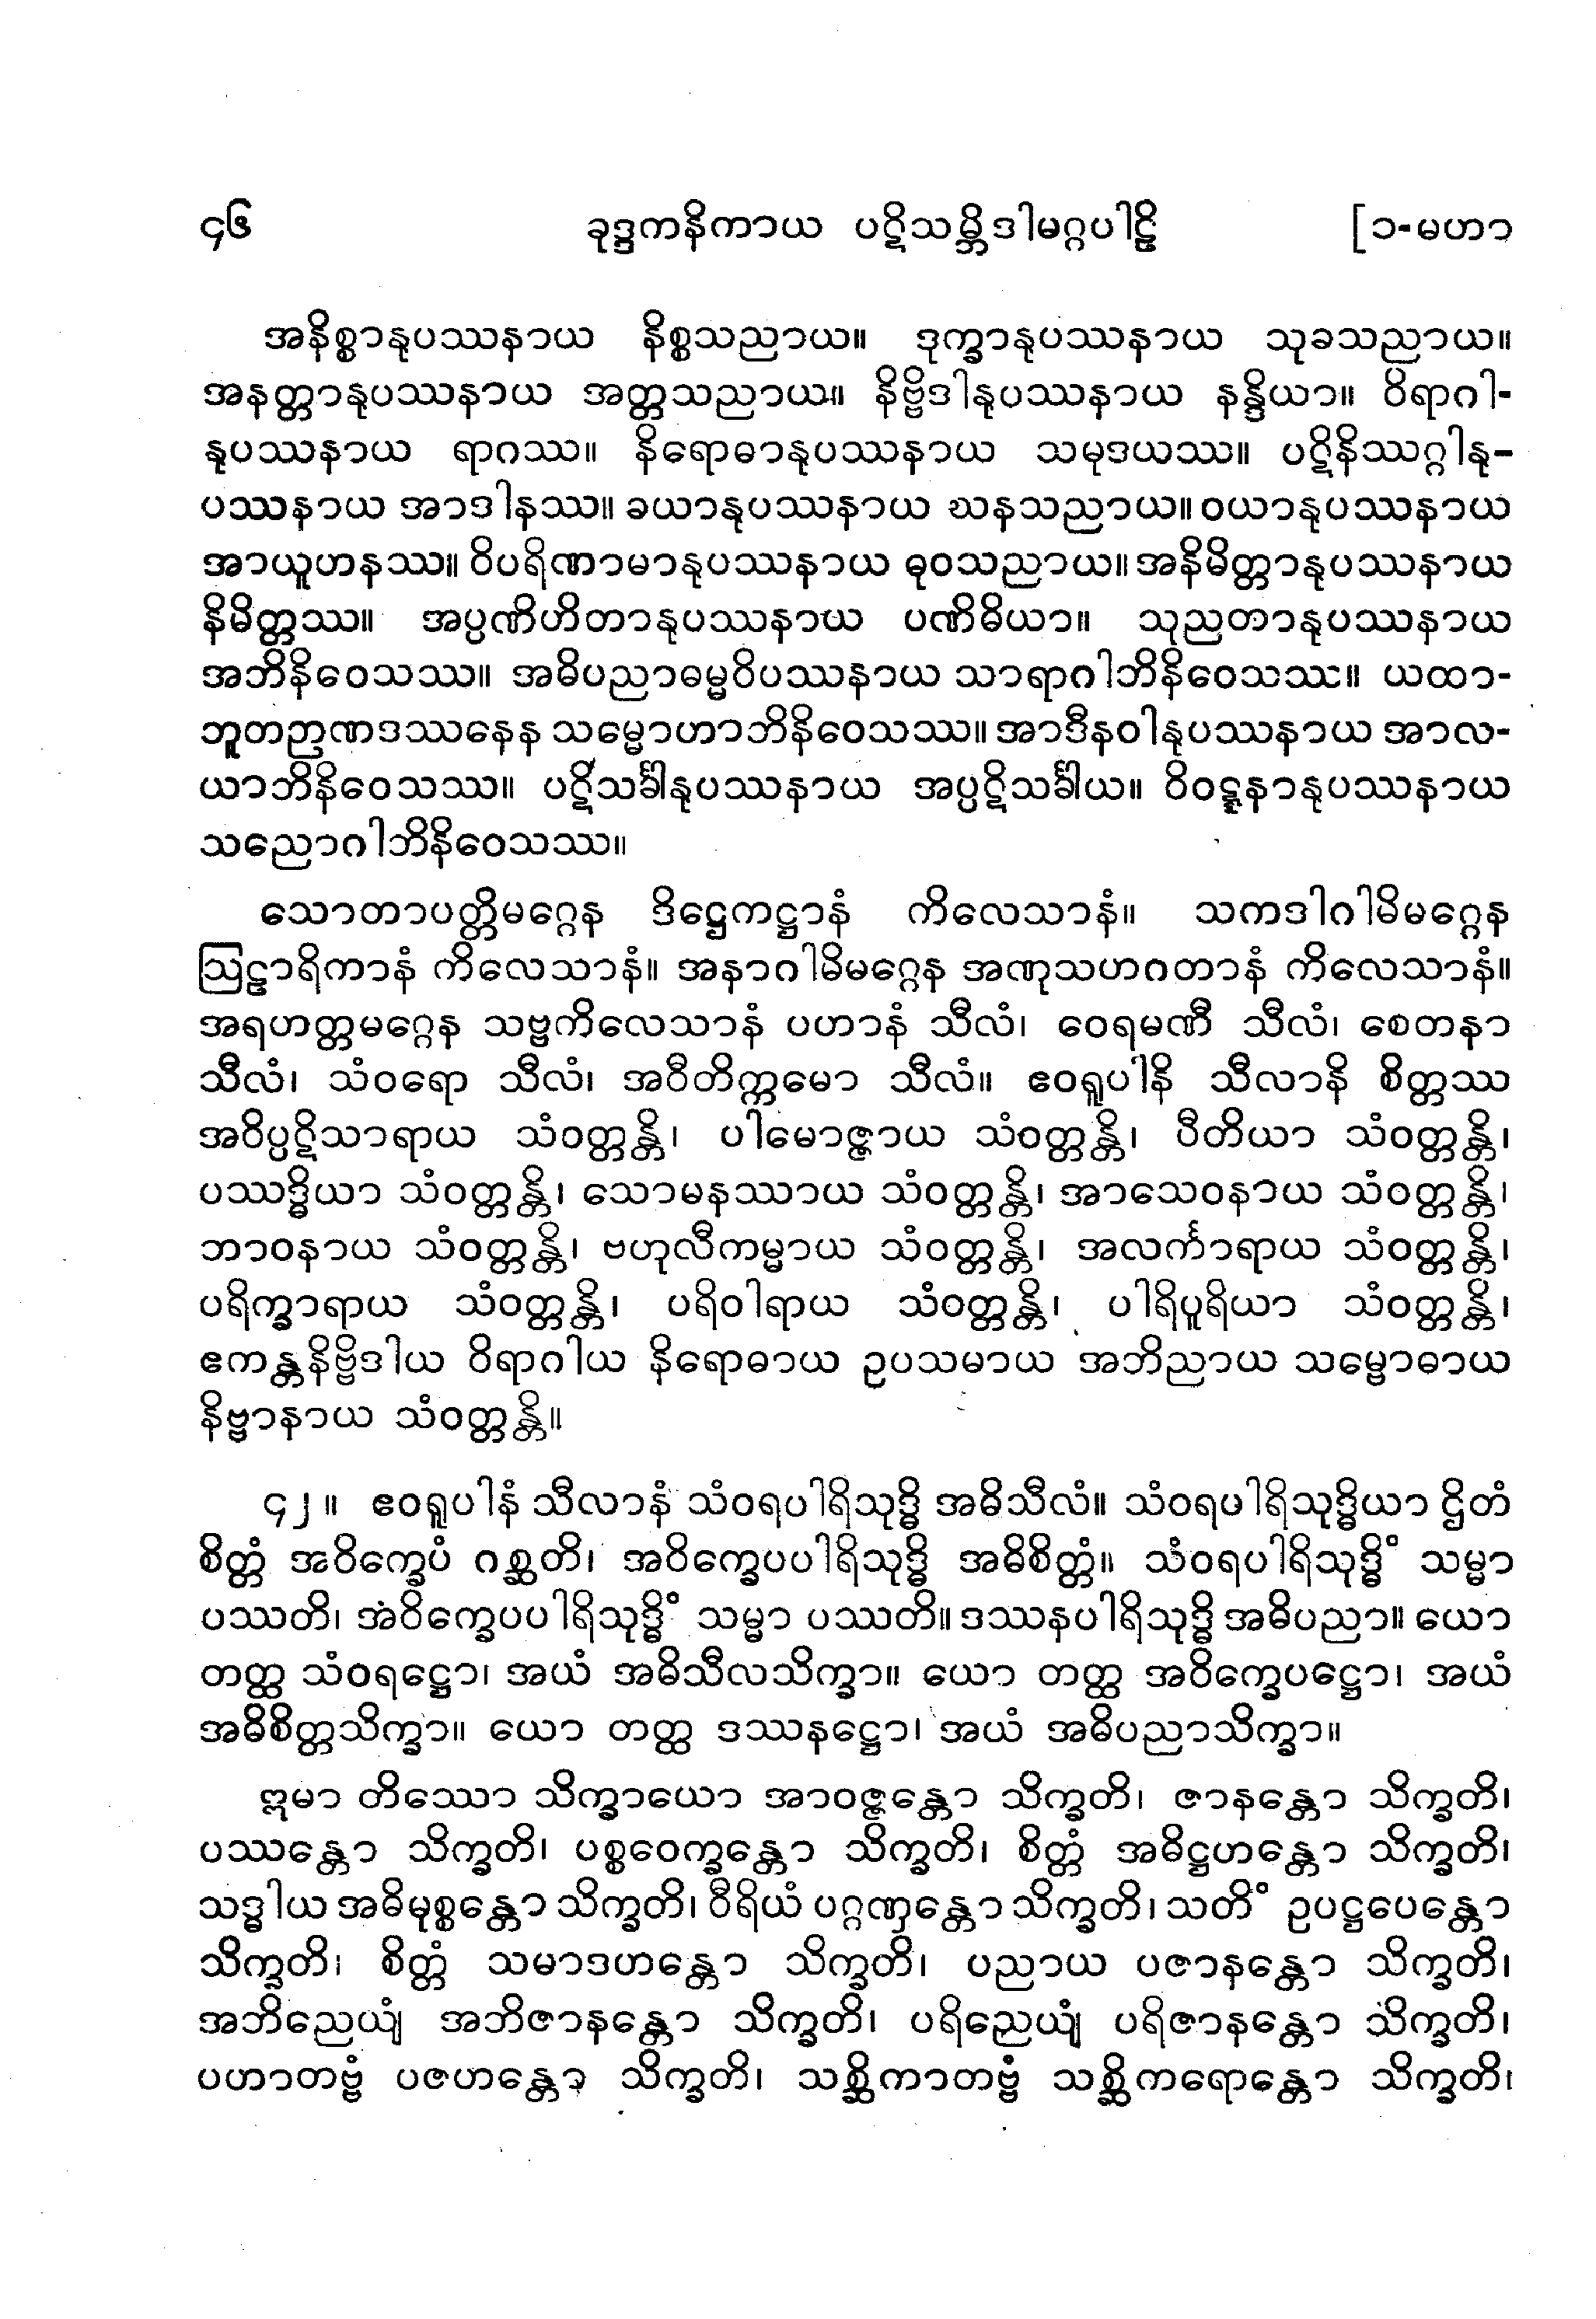 ၄၆ ခုဒ္ဒကနိကာယ ပဋိသမ္ဘိဒါမဂ္ဂပါဠိ [၁-မဟာ
အနိစ္စာနုပဿနာယ နိစ္စသညာယ။ ဒုက္ခာနုပဿနာယ သုခသညာယ။
အနတ္တာနုပဿနာယ အတ္တသညာယ။ နိဗ္ဗိဒါနုပဿနာယ နန္ဒိယာ။ ဝိရာဂါ-
နုပဿနာယ ရာဂဿ။ နိရောဓာနုပဿနာယ သမုဒယဿ။ ပဋိနိဿဂ္ဂါနု-
ပဿနာယ အာဒါနဿ။ ခယာနုပဿနာယ ဃနသညာယ။ ဝယာနုပဿနာယ
အာယူဟနဿ။ ဝိပရိဏာမာနုပဿနာယ ဓုဝသညာယ။ အနိမိတ္တာနုပဿနာယ
နိမိတ္တဿ။ အပ္ပဏိဟိတာနုပဿနာယ ပဏိဓိယာ။ သုညတာနုပဿနာယ
အဘိနိဝေသဿ။ အဓိပညာဓမ္မဝိပဿနာယ သာရာဂါဘိနိဝေသဿ။ ယထာ-
ဘူတဉာဏဒဿနေန သမ္မောဟာဘိနိဝေသဿ။ အာဒီနဝါနုပဿနာယ အာလ-
ယာဘိနိဝေသဿ။ ပဋိသင်္ခါနုပဿနာယ အပ္ပဋိသင်္ခါယ။ ဝိဝဋ္ဋနာနုပဿနာယ
သညောဂါဘိနိဝေသဿ။
သောတာပတ္တိမဂ္ဂေန ဒိဋ္ဌေကဋ္ဌာနံ ကိလေသာနံ။ သကဒါဂါမိမဂ္ဂေန
ဩဠာရိကာနံ ကိလေသာနံ။ အနာဂါမိမဂ္ဂေန အဏုသဟဂတာနံ ကိလေသာနံ။
အရဟတ္တမဂ္ဂေန သဗ္ဗကိလေသာနံ ပဟာနံ သီလံ၊ ဝေရမဏီ သီလံ၊ စေတနာ
သီလံ၊ သံဝရော သီလံ၊ အဝီတိက္ကမော သီလံ။ ဧဝရူပါနိ သီလာနိ စိတ္တဿ
အဝိပ္ပဋိသာရာယ သံဝတ္တန္တိ၊ ပါမောဇ္ဇာယ သံဝတ္တန္တိ၊ ပီတိယာ သံဝတ္တန္တိ၊
ပဿဒ္ဓိယာ သံဝတ္တန္တိ၊ သောမနဿာယ သံဝတ္တန္တိ၊ အာသေဝနာယ သံဝတ္တန္တိ၊
ဘာဝနာယ သံဝတ္တန္တိ၊ ဗဟုလီကမ္မာယ သံဝတ္တန္တိ၊ အလင်္ကာရာယ သံဝတ္တန္တိ၊
ပရိက္ခာရာယ သံဝတ္တန္တိ၊ ပရိဝါရာယ သံဝတ္တန္တိ၊ ပါရိပူရိယာ သံဝတ္တန္တိ၊
ဧကန္တနိဗ္ဗိဒါယ ဝိရာဂါယ နိရောဓာယ ဥပသမာယ အဘိညာယ သမ္ဗောဓာယ
နိဗ္ဗာနာယ သံဝတ္တန္တိ။
၄၂။ ဧဝရူပါနံ သီလာနံ သံဝရပါရိသုဒ္ဓိ အဓိသီလံ။ သံဝရပါရိသုဒ္ဓိယာ ဌိတံ
စိတ္တံ အဝိက္ခေပံ ဂစ္ဆတိ၊ အဝိက္ခေပပါရိသုဒ္ဓိ အဓိစိတ္တံ။ သံဝရပါရိသုဒ္ဓိံ သမ္မာ
ပဿတိ၊ အဝိက္ခေပပါရိသုဒ္ဓိံ သမ္မာ ပဿတိ။ ဒဿနပါရိသုဒ္ဓိ အဓိပညာ။ ယော
တတ္ထ သံဝရဋ္ဌော၊ အယံ အဓိသီလသိက္ခာ။ ယော တတ္ထ အဝိက္ခေပဋ္ဌော၊ အယံ
အဓိစိတ္တသိက္ခာ။ ယော တတ္ထ ဒဿနဋ္ဌော၊ အယံ အဓိပညာသိက္ခာ။
ဣမာ တိဿော သိက္ခာယော အာဝဇ္ဇန္တော သိက္ခတိ၊ ဇာနန္တော သိက္ခတိ၊
ပဿန္တော သိက္ခတိ၊ ပစ္စဝေက္ခန္တော သိက္ခတိ၊ စိတ္တံ အဓိဋ္ဌဟန္တော သိက္ခတိ၊
သဒ္ဓါယ အဓိမုစ္စန္တော သိက္ခတိ၊ ဝီရိယံ ပဂ္ဂဏှန္တော သိက္ခတိ၊ သတိံ ဥပဋ္ဌပေန္တော
သိက္ခတိ၊ စိတ္တံ သမာဒဟန္တော သိက္ခတိ၊ ပညာယ ပဇာနန္တော သိက္ခတိ၊
အဘိညေယျံ အဘိဇာနန္တော သိက္ခတိ၊ ပရိညေယျံ ပရိဇာနန္တော သိက္ခတိ၊
ပဟာတဗ္ဗံ ပဇဟန္တော သိက္ခတိ၊ သစ္ဆိကာတဗ္ဗံ သစ္ဆိကရောန္တော သိက္ခတိ၊